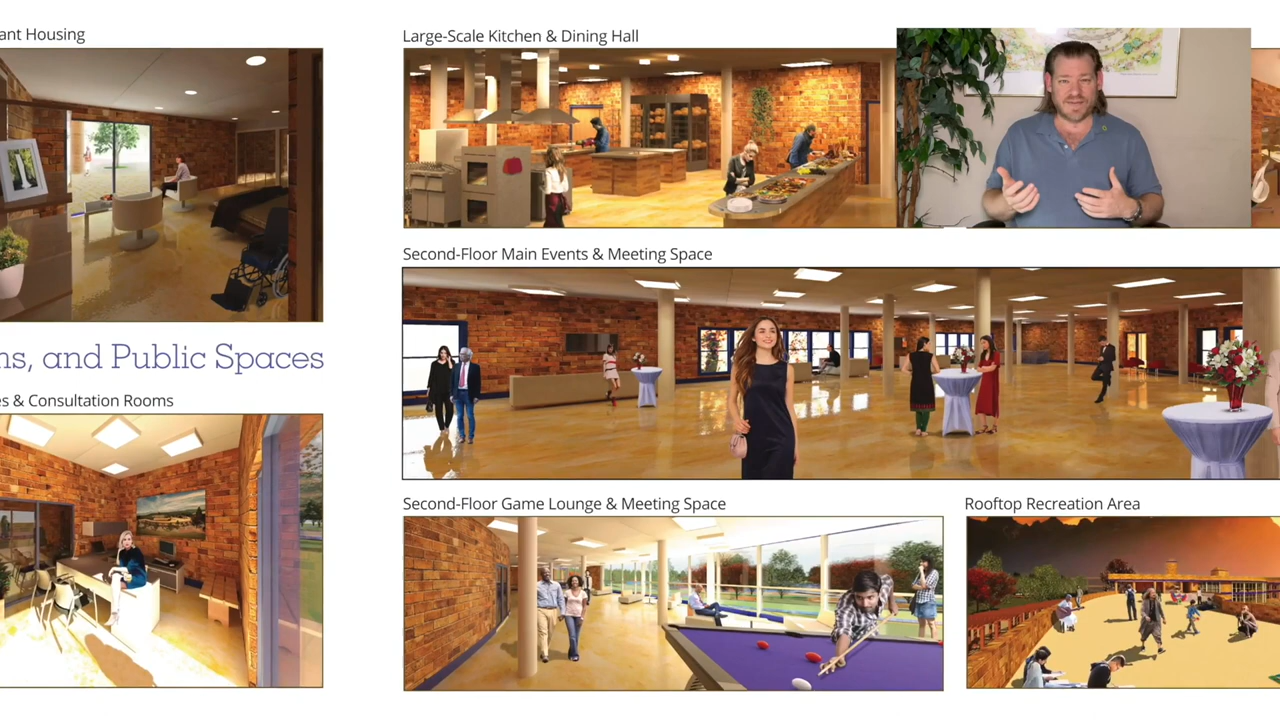 ant Housing
Large-Scale Kitchen & Dining Hall
Second-Floor Main Events & Meeting Space
ns, and Public Spaces
es & Consultation Rooms
Second-Floor Game Lounge & Meeting Space
Rooftop Recreation Area